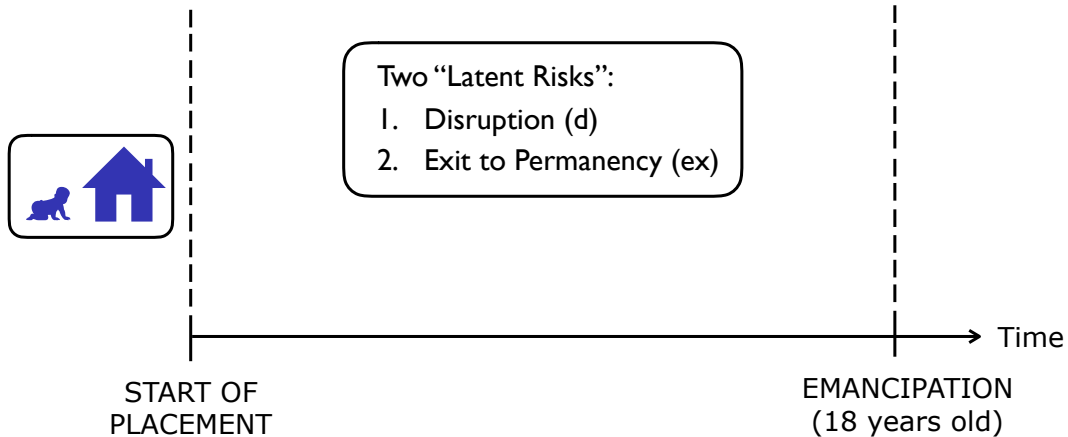 Two “Latent Risks”:
1. Disruption (d)
2. Exit to Permanency (ex)
Time
START OF
PLACEMENT
EMANCIPATION
(18 years old)